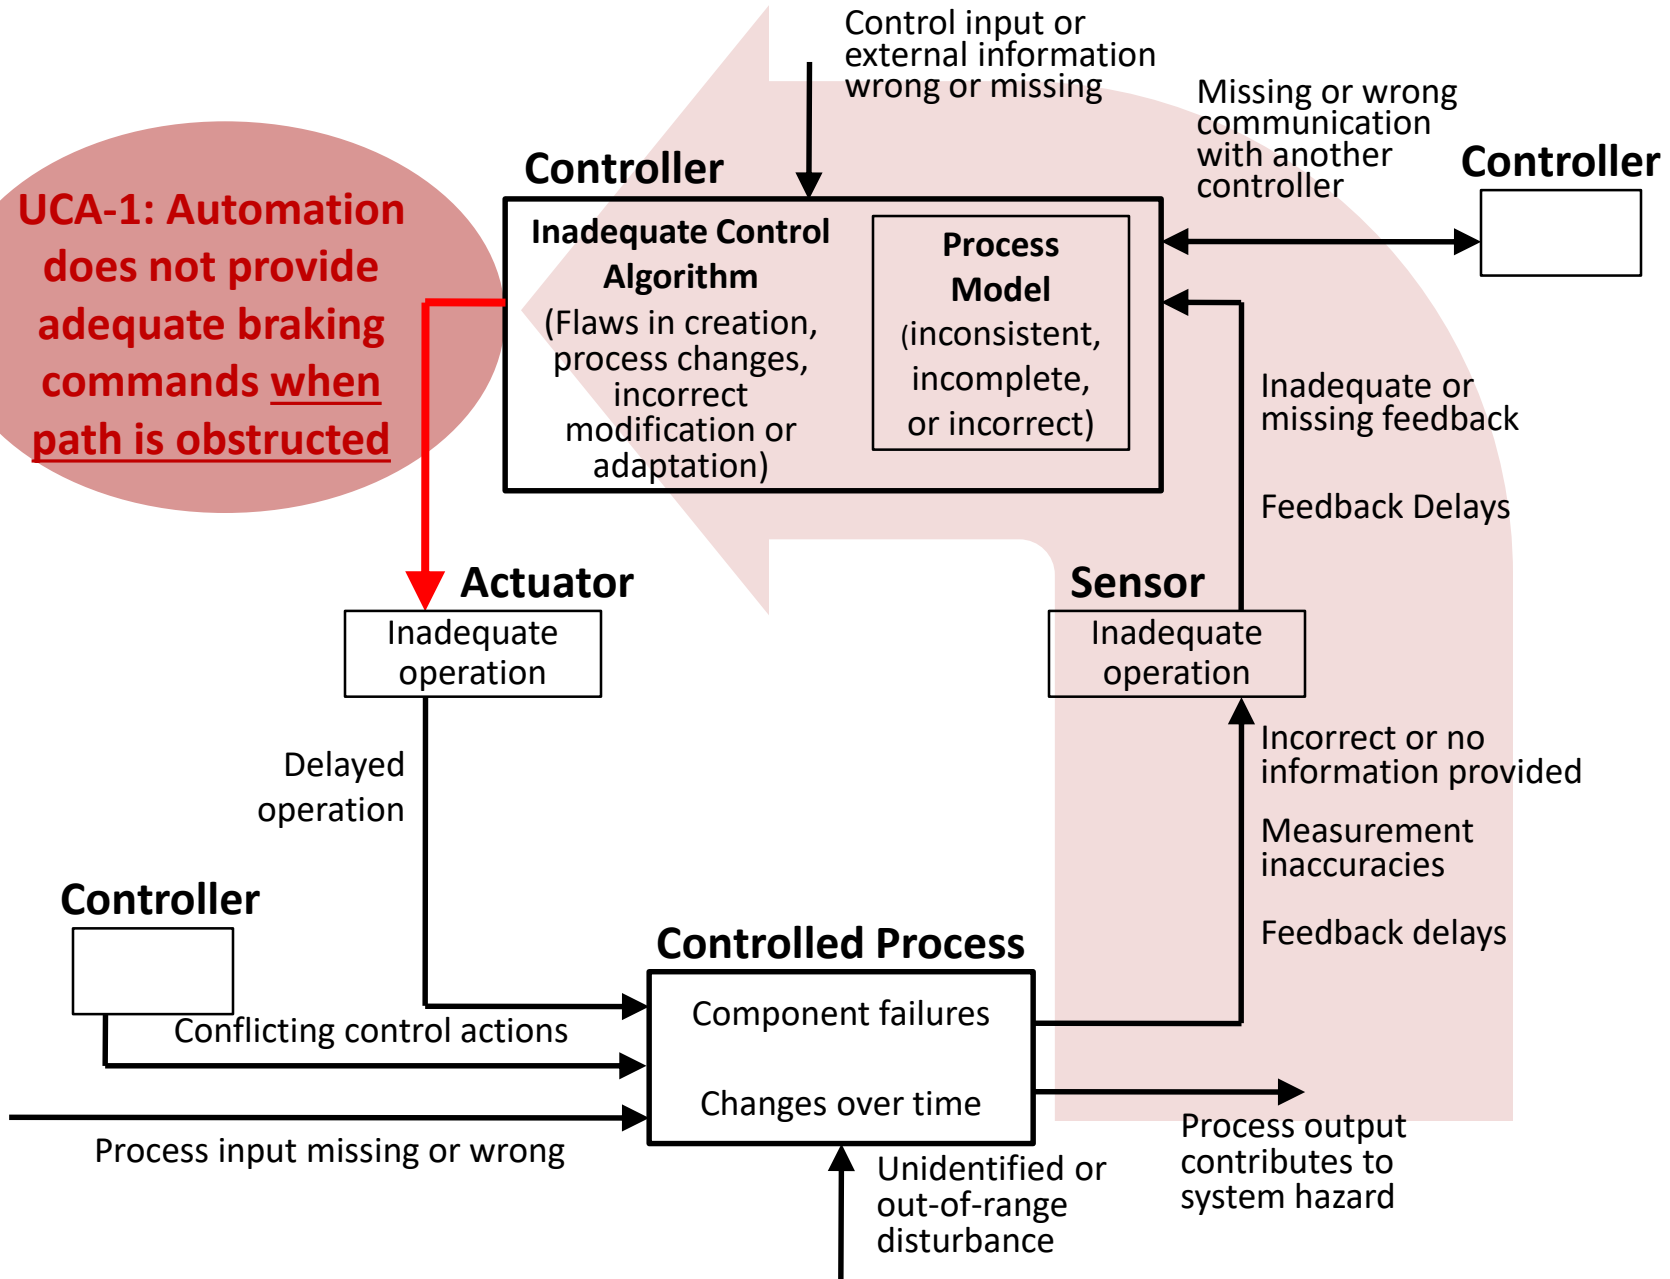 Control input or
external information
wrong or missing
Missing or wrong
communication
with another
controller
Controller
Controller
UCA-1: Automation
does not provide
adequate braking
commands when
path is obstructed
Inadequate Control
Algorithm
(Flaws in creation,
process changes,
incorrect
modification or
adaptation)
Process
Model
(inconsistent,
incomplete,
or incorrect)
Inadequate or
missing feedback
Feedback Delays
Actuator
Inadequate
operation
Sensor
Inadequate
operation
Delayed
operation
Incorrect or no
information provided
Measurement
inaccuracies
Feedback delays
Controller
Conflicting control actions
Process input missing or wrong
Controlled Process
Component failures
Changes over time
Unidentified or
out-of-range
disturbance
Process output
contributes to
system hazard